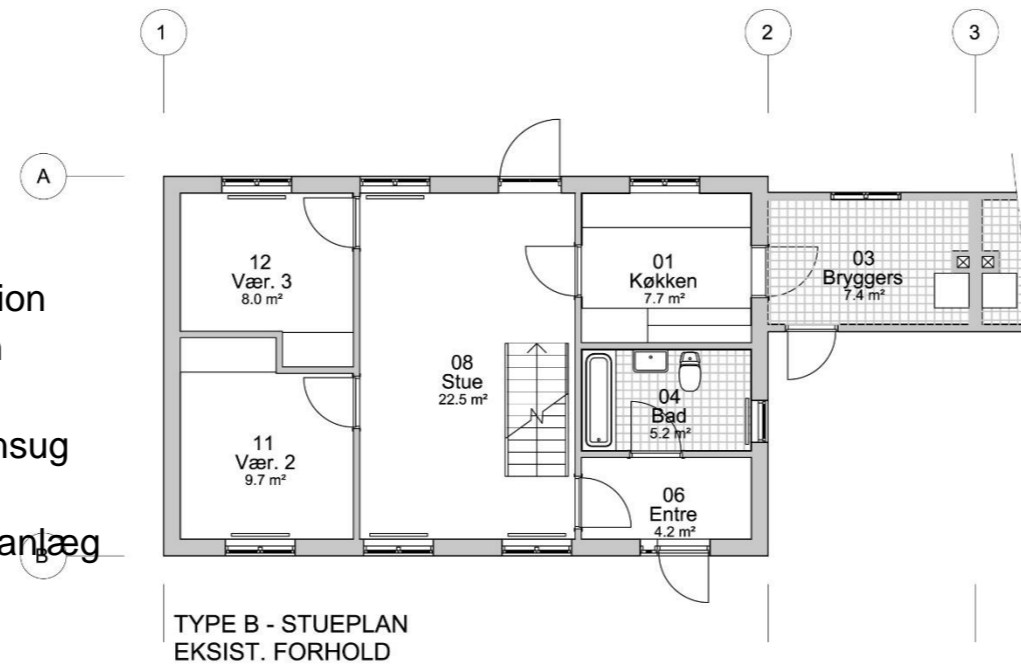 1
2
3
A
12
Vær. 3
8.0 m²
01
Køkken
7.7 m²
03
Bryggers
7.4 m²
08
Stue
22.5 m²
04
Bad
5.2 m²
11
Vær. 2
9.7 m²
06
Entre
4.2 m²
nsug
anlæg
B
TYPE B - STUEPLAN
EKSIST. FORHOLD